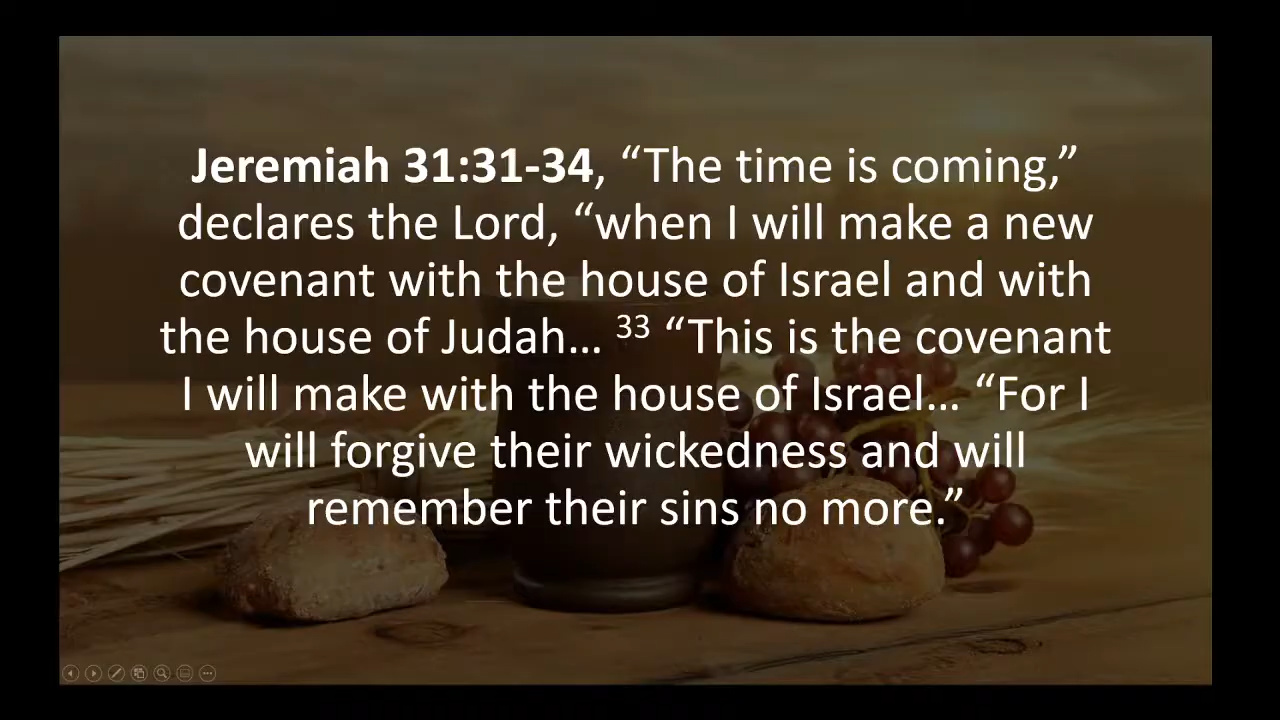 Jeremiah 31:31-34, “The time is coming,”
declares the Lord, “when I will make a new
covenant with the house of Israel and with
the house of Judah… 33 “This is the covenant
I will make with the house of Israel… “For I
will forgive their wickedness and will
remember their sins no more.”